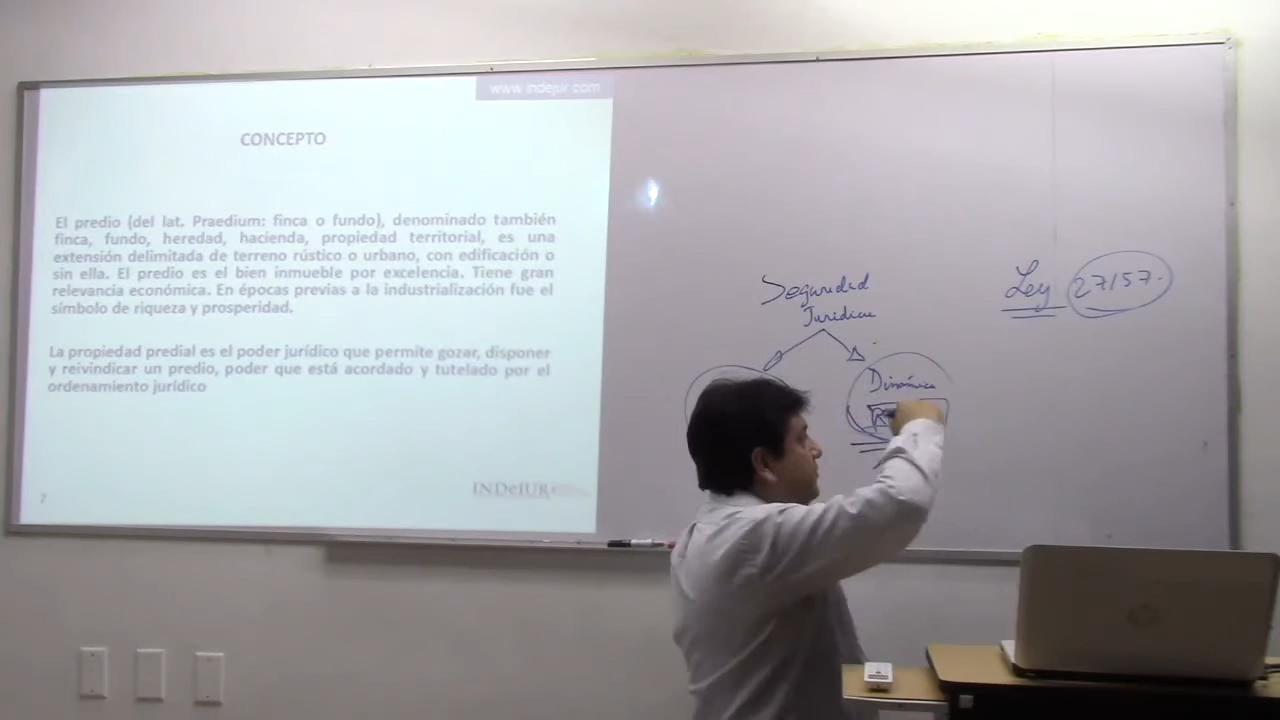 www.indejur.com
CONCEPTO
El predio (del lat. Praedium: finca o fundo), denominado también
finca, fundo, heredad, hacienda, propiedad territorial, es una
extensión delimitada de terreno rústico o urbano, con edificación o
sin ella. El predio es el bien inmueble por excelencia. Tiene gran
relevancia económica. En épocas previas a la industrialización fue el
símbolo de riqueza y prosperidad.
La propiedad predial es el poder jurídico que permite gozar, disponer
y reivindicar un predio, poder que está acordado y tutelado por el
ordenamiento jurídico
INDeJUR
7
Seguridad
Jurídica
Dinámica
Ley 27157.